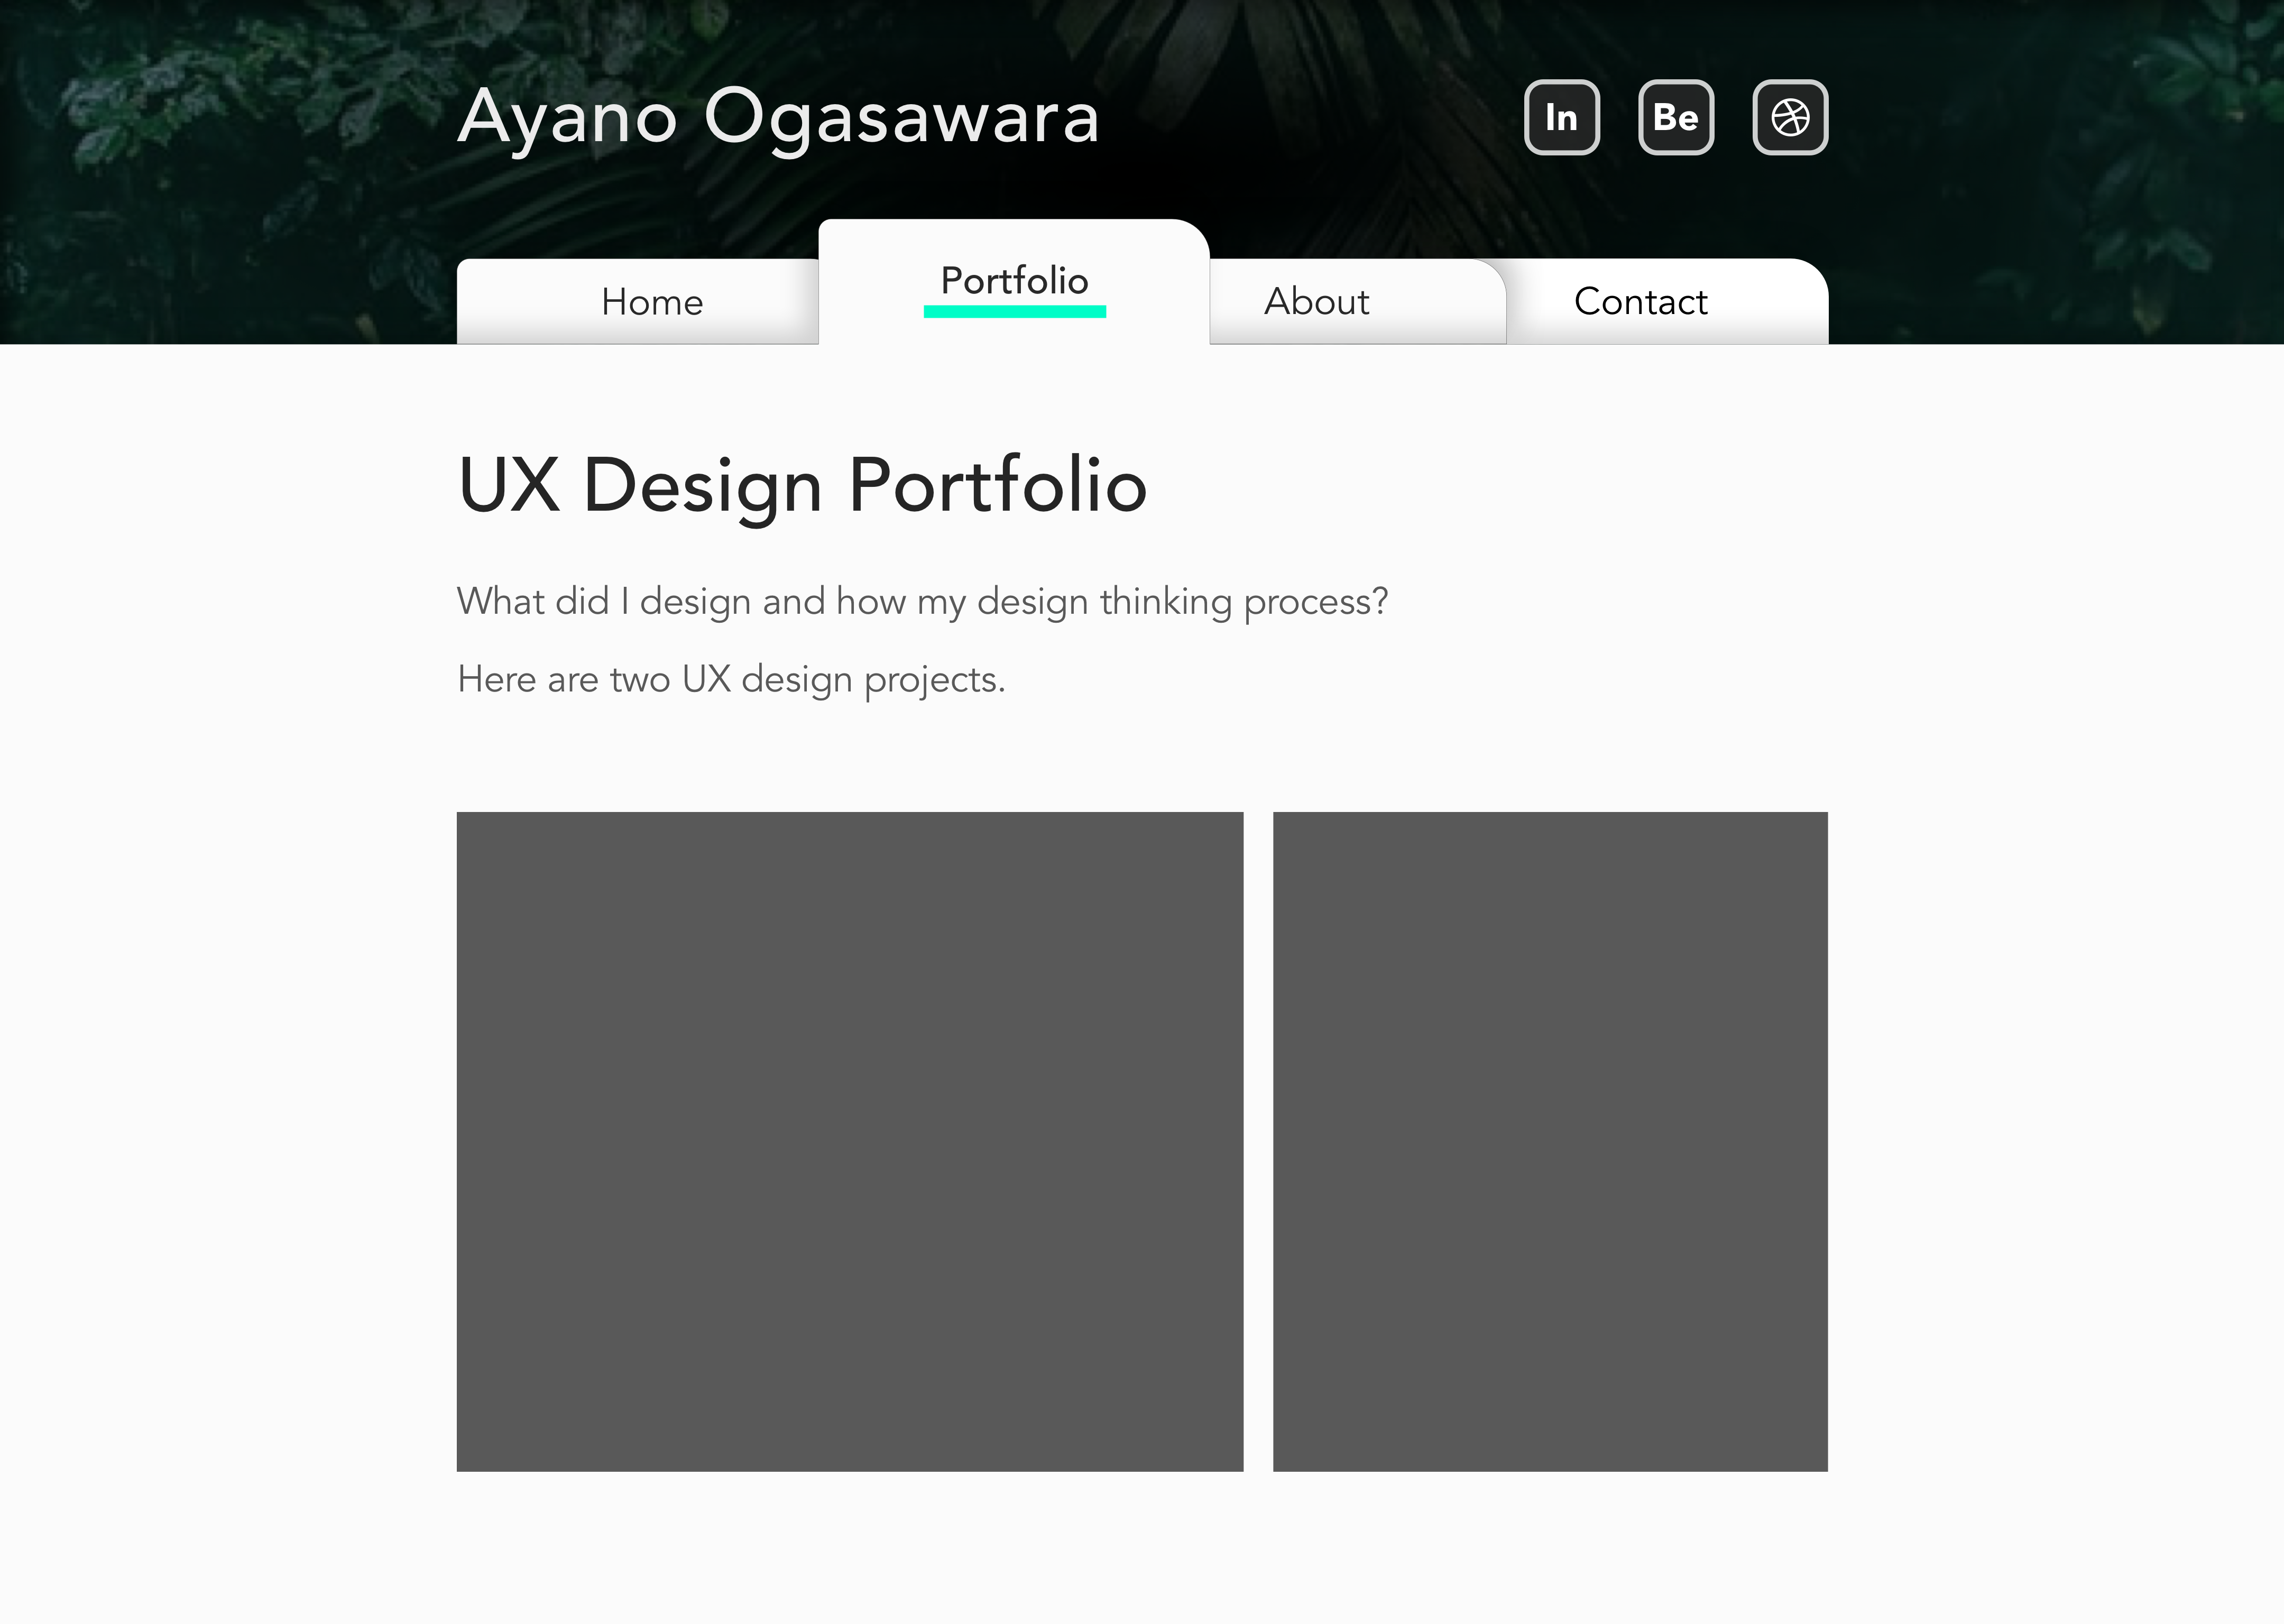 Ayano Ogasawara
In Be
Home Portfolio About Contact
UX Design Portfolio
What did I design and how my design thinking process?
Here are two UX design projects.